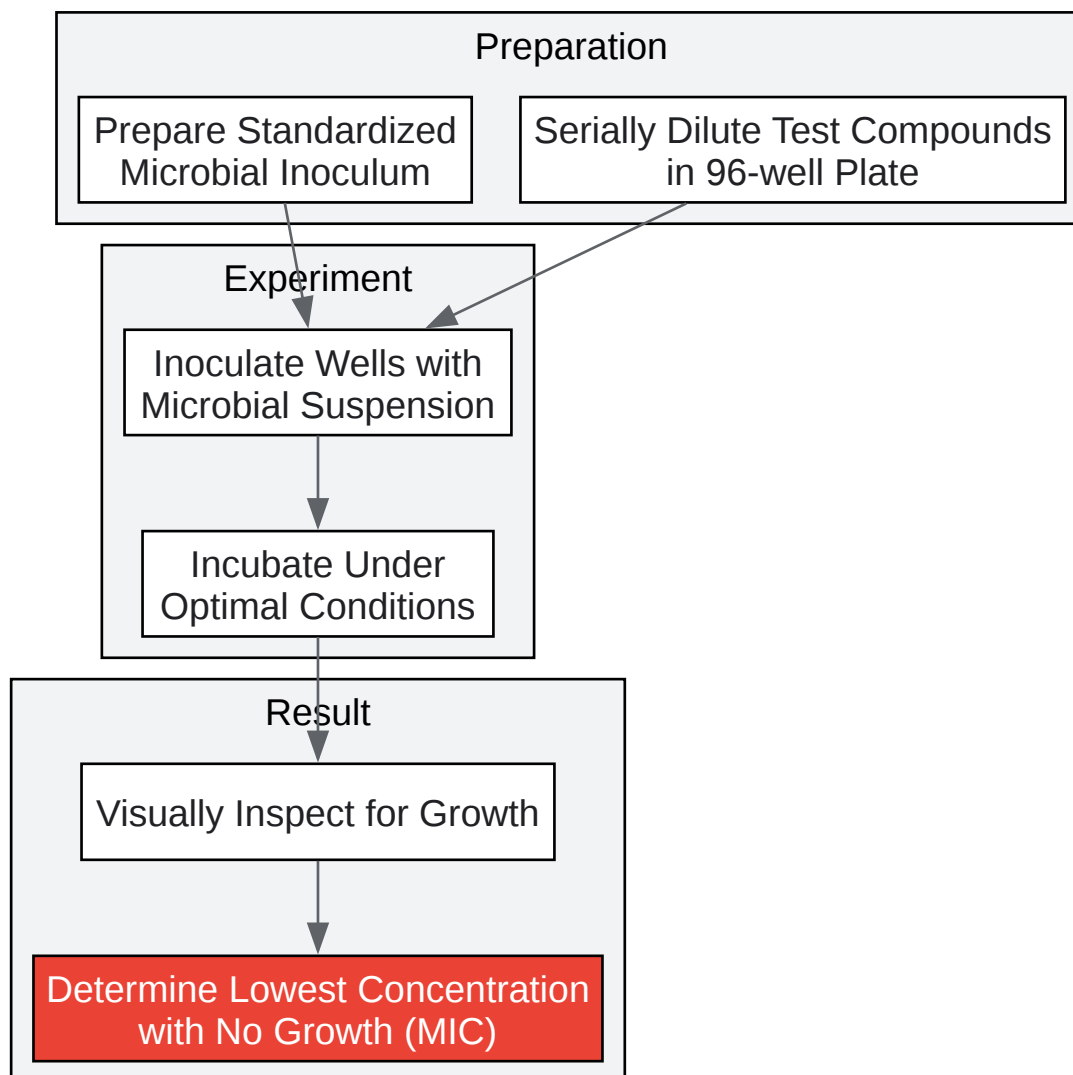 Preparation
Prepare Standardized
Microbial Inoculum
Serially Dilute Test Compounds
in 96-well Plate
Experiment
Inoculate Wells with
Microbial Suspension
Incubate Under
Optimal Conditions
Result
Visually Inspect for Growth
Determine Lowest Concentration
with No Growth (MIC)